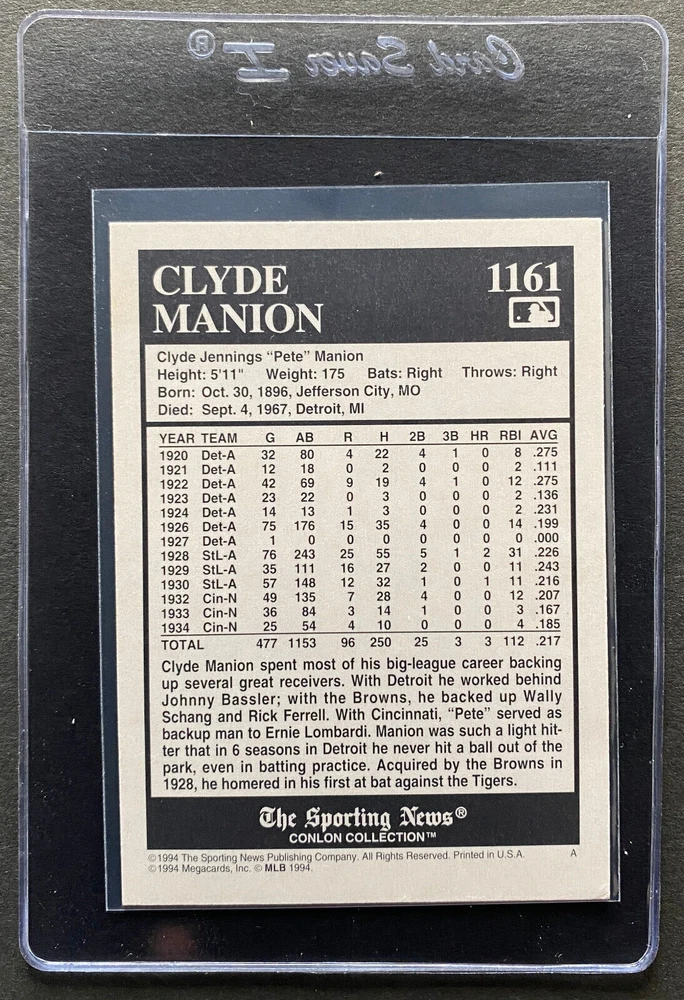 Card Saver I®
CLYDE 1161
MANION
Clyde Jennings “Pete” Manion
Height: 5'11" Weight: 175 Bats: Right Throws: Right
Born: Oct. 30, 1896, Jefferson City, MO
Died: Sept. 4, 1967, Detroit, MI
YEAR TEAM G AB R H 2B 3B HR RBI AVG
1920 Det-A 32 80 4 22 4 1 0 8 .275
1921 Det-A 12 18 0 2 0 0 0 2 .111
1922 Det-A 42 69 9 19 4 1 0 12 .275
1923 Det-A 23 22 0 3 0 0 0 2 .136
1924 Det-A 14 13 1 3 0 0 0 2 .231
1926 Det-A 75 176 15 35 4 0 0 14 .199
1927 Det-A 1 0 0 0 0 0 0 0 .000
1928 StL-A 76 243 25 55 5 1 2 31 .226
1929 StL-A 35 111 16 27 2 0 0 11 .243
1930 StL-A 57 148 12 32 1 0 1 11 .216
1932 Cin-N 49 135 7 28 4 0 0 12 .207
1933 Cin-N 36 84 3 14 1 0 0 3 .167
1934 Cin-N 25 54 4 10 0 0 0 4 .185
TOTAL 477 1153 96 250 25 3 3 112 .217
Clyde Manion spent most of his big-league career backing
up several great receivers. With Detroit he worked behind
Johnny Bassler; with the Browns, he backed up Wally
Schang and Rick Ferrell. With Cincinnati, “Pete” served as
backup man to Ernie Lombardi. Manion was such a light hit-
ter that in 6 seasons in Detroit he never hit a ball out of the
park, even in batting practice. Acquired by the Browns in
1928, he homered in his first at bat against the Tigers.
The Sporting News®
CONLON COLLECTION™
©1994 The Sporting News Publishing Company. All Rights Reserved. Printed in U.S.A. A
©1994 Megacards, Inc. © MLB 1994.